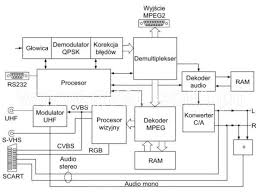 Wyjście
MPEG2
Głowica
Demodulator
QPSK
Korekcja
błędów
Demultiplekser
RS232
Procesor
Dekoder
audio
RAM
Modulator
UHF
CVBS
Procesor
wizyjny
Dekoder
MPEG
Konwerter
C/A
L
R
UHF
S-VHS
CVBS
RGB
+
Audio
stereo
RAM
SCART
Audio mono